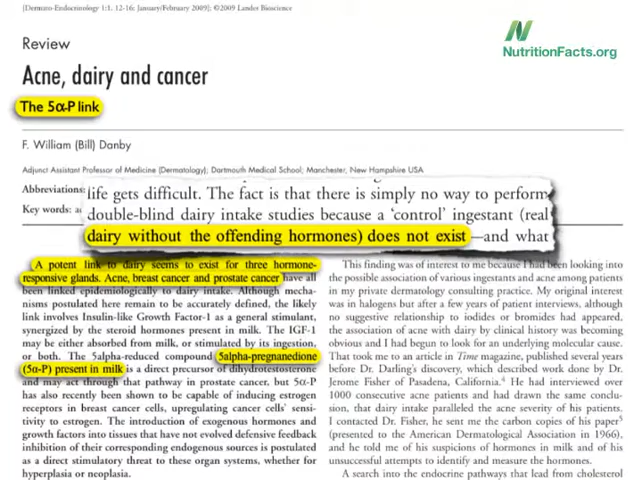 [Dermato-Endocrinology 1:1, 12-16; January/February 2009]; ©2009 Landes Bioscience
Review
NutritionFacts.org
Acne, dairy and cancer
The 5α-P link
F. William (Bill) Danby
Adjunct Assistant Professor of Medicine (Dermatology); Dartmouth Medical School; Manchester, New Hampshire USA
Abbreviations:
Key words:
life gets difficult. The fact is that there is simply no way to perform
double-blind dairy intake studies because a ‘control’ ingestant (real
dairy without the offending hormones) does not exist—and what
A potent link to dairy seems to exist for three hormone-
responsive glands. Acne, breast cancer and prostate cancer have all
been linked epidemiologically to dairy intake. Although mecha-
nisms postulated here remain to be accurately defined, the likely
link involves Insulin-like Growth Factor-1 as a general stimulant,
synergized by the steroid hormones present in milk. The IGF-1
may be either absorbed from milk, or stimulated by its ingestion,
or both. The 5alpha-reduced compound 5alpha-pregnanedione
(5α-P) present in milk is a direct precursor of dihydrotestosterone
and may act through that pathway in prostate cancer, but 5α-P
has also recently been shown to be capable of inducing estrogen
receptors in breast cancer cells, upregulating cancer cells’ sensi-
tivity to estrogen. The introduction of exogenous hormones and
growth factors into tissues that have not evolved defensive feedback
inhibition of their corresponding endogenous sources is postulated
as a direct stimulatory threat to these organ systems, whether for
hyperplasia or neoplasia.
This finding was of interest to me because I had been looking into
the association of various ingestants and acne among patients
in my private dermatology consulting practice. My original interest
was in halogens but after a few years of patient interviews, although
no suggestive relationship to iodides or bromides had appeared,
the association of acne with dairy by clinical history was becoming
obvious and I had begun to look for an underlying molecular cause.
That took me to an article in Time magazine, published several years
before Dr. Darling’s discovery, which described work done by Dr.
Jerome Fisher of Pasadena, California.4 He had interviewed over
1000 consecutive acne patients and had drawn the same conclu-
sion, that dairy intake paralleled the acne severity of his patients.
I contacted Dr. Fisher, he sent me the carbon copies of his paper5
(presented to the American Dermatological Association in 1966),
and he told me of his suspicions of hormones in milk and of his
unsuccessful attempts to identify and measure the hormones.
A search into the endocrine pathways that lead from cholesterol